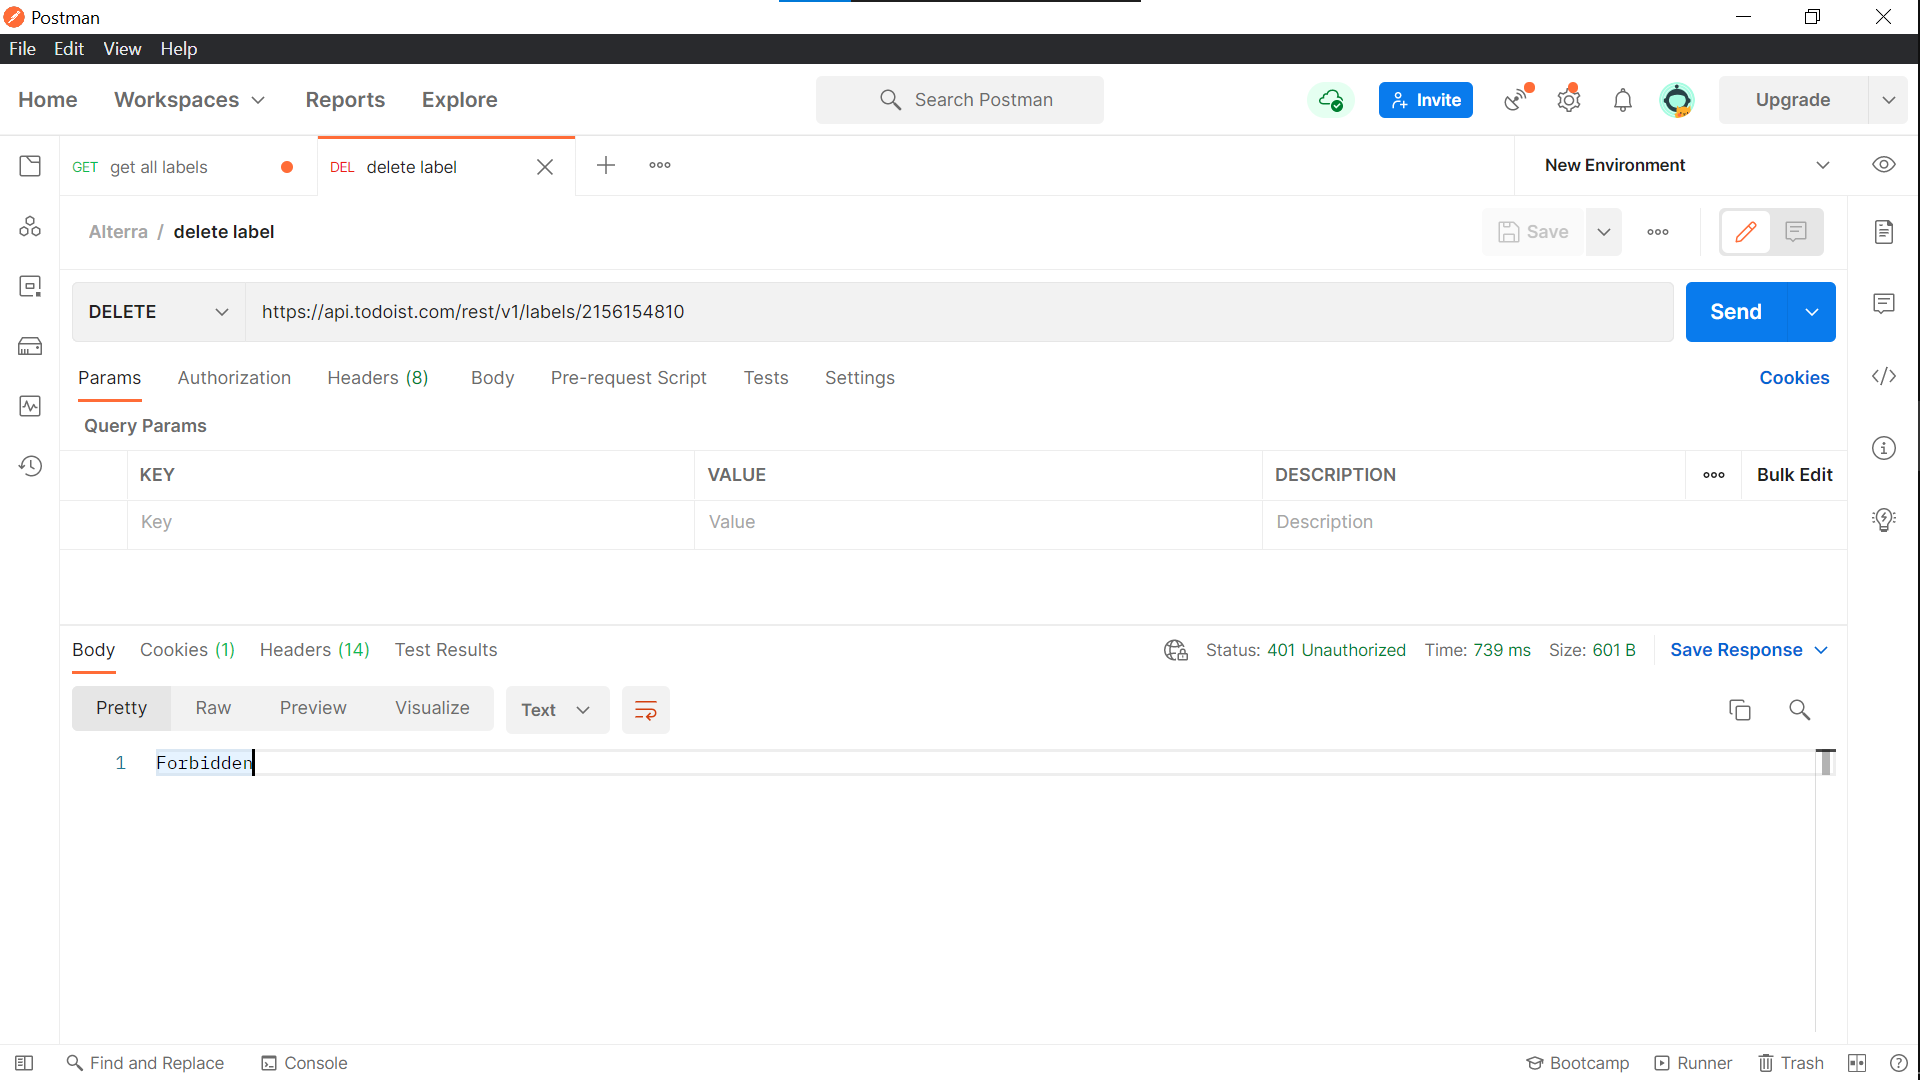 Postman
File Edit View Help
Home Workspaces Reports Explore Search Postman Invite Upgrade
GET get all labels DEL delete label New Environment
Alterra / delete label Save
DELETE https://api.todoist.com/rest/v1/labels/2156154810 Send
Params Authorization Headers (8) Body Pre-request Script Tests Settings Cookies
Query Params
KEY VALUE DESCRIPTION Bulk Edit
Key Value Description
Body Cookies (1) Headers (14) Test Results Status: 401 Unauthorized Time: 739 ms Size: 601 B Save Response
Pretty Raw Preview Visualize Text
1 Forbidden
Find and Replace Console Bootcamp Runner Trash